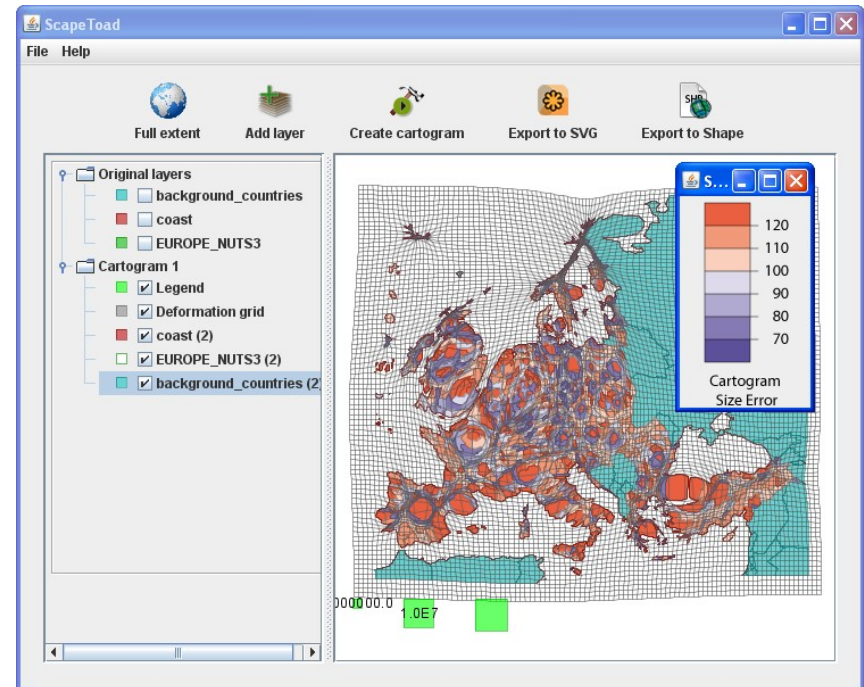 ScapeToad
File Help
Full extent Add layer Create cartogram Export to SVG Export to Shape
SHP
Original layers
background_countries
coast
EUROPE_NUTS3
Cartogram 1
Legend
Deformation grid
coast (2)
EUROPE_NUTS3 (2)
background_countries (2
S...
120
110
100
90
80
70
Cartogram
Size Error
000000.0
1.0E7